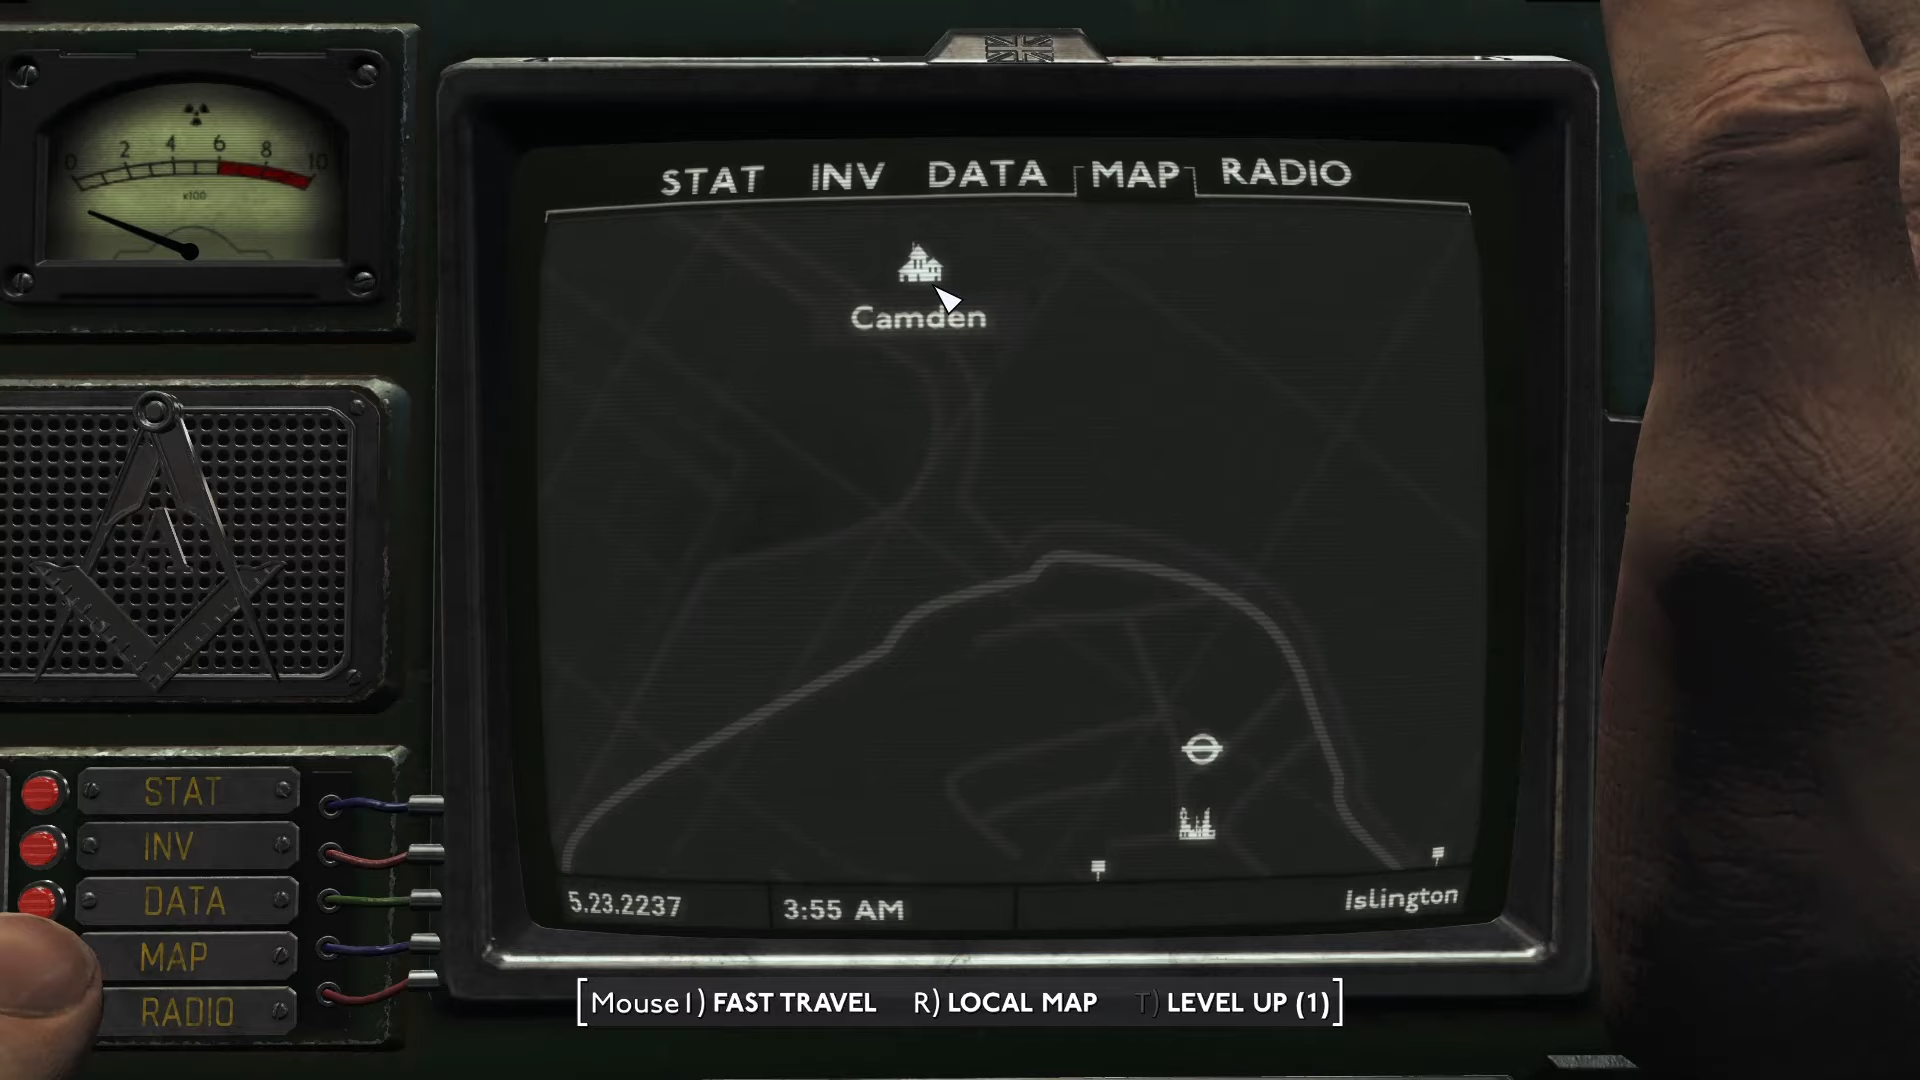 0 2 4 6 8 10
x100
STAT INV DATA MAP RADIO
Camden
STAT
INV
DATA
MAP
RADIO
5.23.2237 3:55 AM Islington
[Mouse1) FAST TRAVEL R) LOCAL MAP T) LEVEL UP (1)]